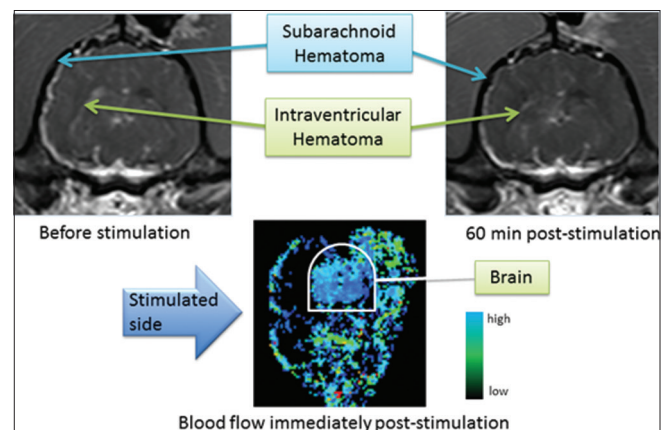 Subarachnoid
Hematoma
Intraventricular
Hematoma
Before stimulation
60 min post-stimulation
Stimulated
side
Brain
high
low
Blood flow immediately post-stimulation